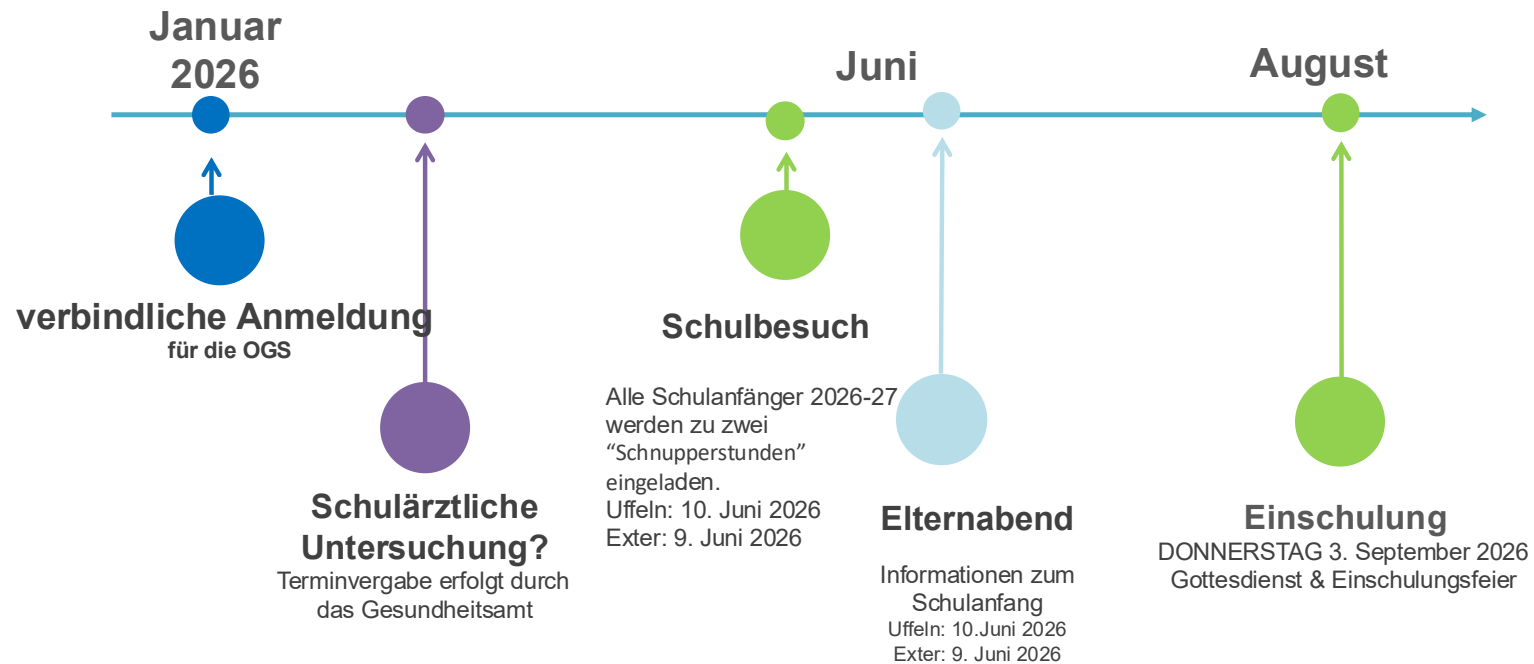 Januar
2026
Juni
August
verbindliche Anmeldung
für die OGS
Schulärztliche
Untersuchung?
Terminvergabe erfolgt durch
das Gesundheitsamt
Schulbesuch
Alle Schulanfänger 2026-27
werden zu zwei
“Schnupperstunden”
eingeladen.
Uffeln: 10. Juni 2026
Exter: 9. Juni 2026
Elternabend
Informationen zum
Schulanfang
Uffeln: 10.Juni 2026
Exter: 9. Juni 2026
Einschulung
DONNERSTAG 3. September 2026
Gottesdienst & Einschulungsfeier